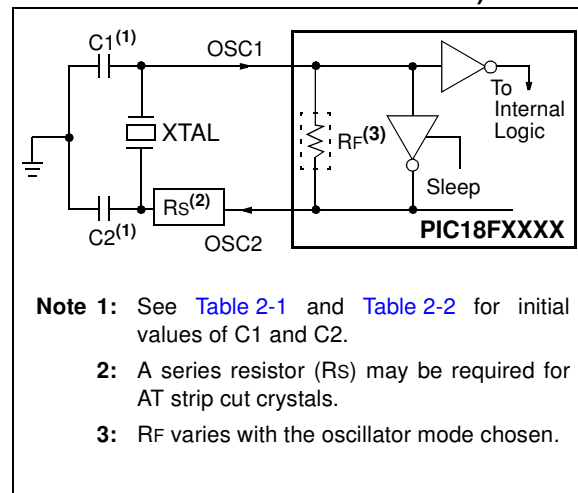 C1(1)
OSC1
To
Internal
Logic
XTAL
RF(3)
Sleep
RS(2)
C2(1)
OSC2
PIC18FXXXX
Note 1: See Table 2-1 and Table 2-2 for initial
values of C1 and C2.
2: A series resistor (RS) may be required for
AT strip cut crystals.
3: RF varies with the oscillator mode chosen.